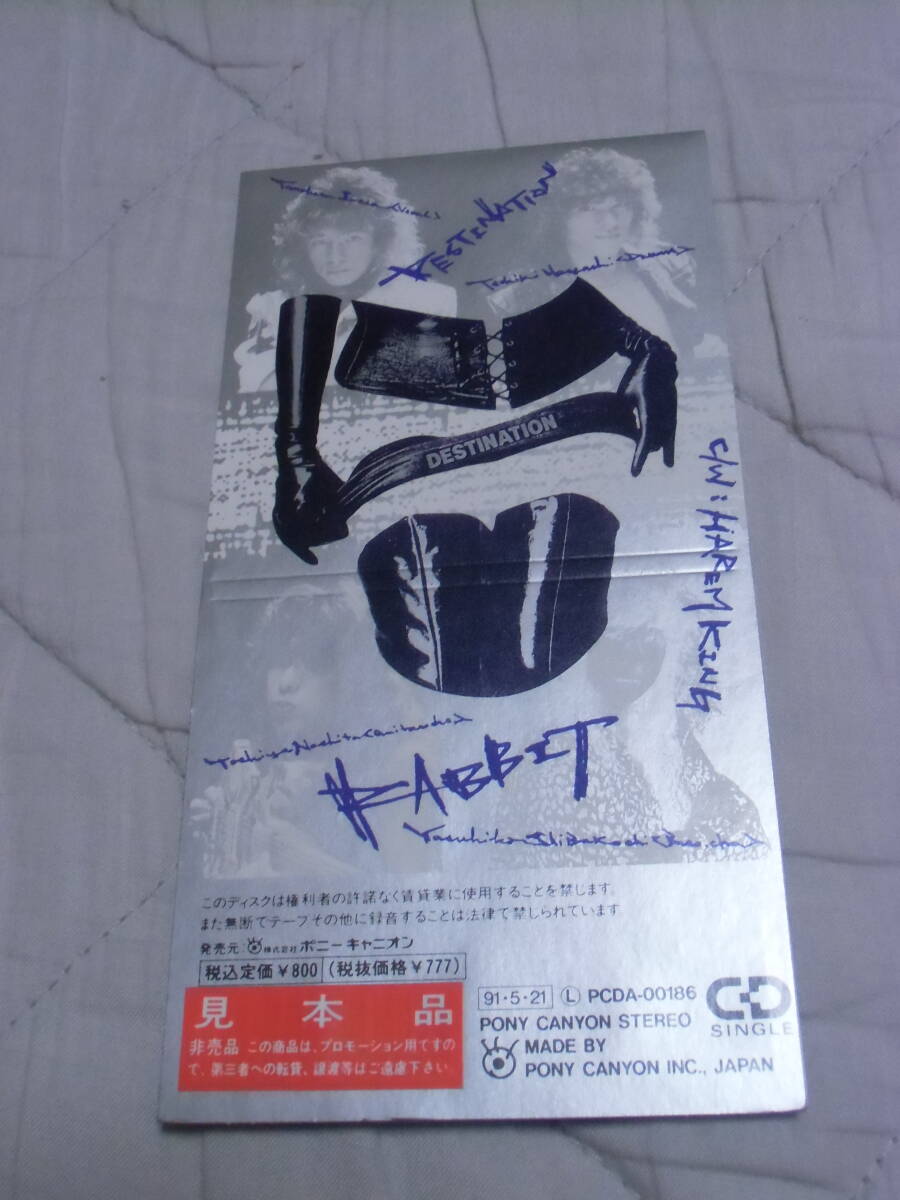 DESTINATION
DESTINATION
C/W: HAREM KING
RABBIT
このディスクは権利者の許諾なく賃貸業に使用することを禁じます。
また無断でテープその他に録音することは法律で禁じられています。
発売元: 株式会社 ポニーキャニオン
税込定価￥800 (税抜価格￥777)
見本品
非売品 この商品は、プロモーション用ですの
で、第三者への転貸、譲渡等はご遠慮下さい。
91・5・21 Ⓛ PCDA-00186
PONY CANYON STEREO
MADE BY
PONY CANYON INC., JAPAN
CD
SINGLE